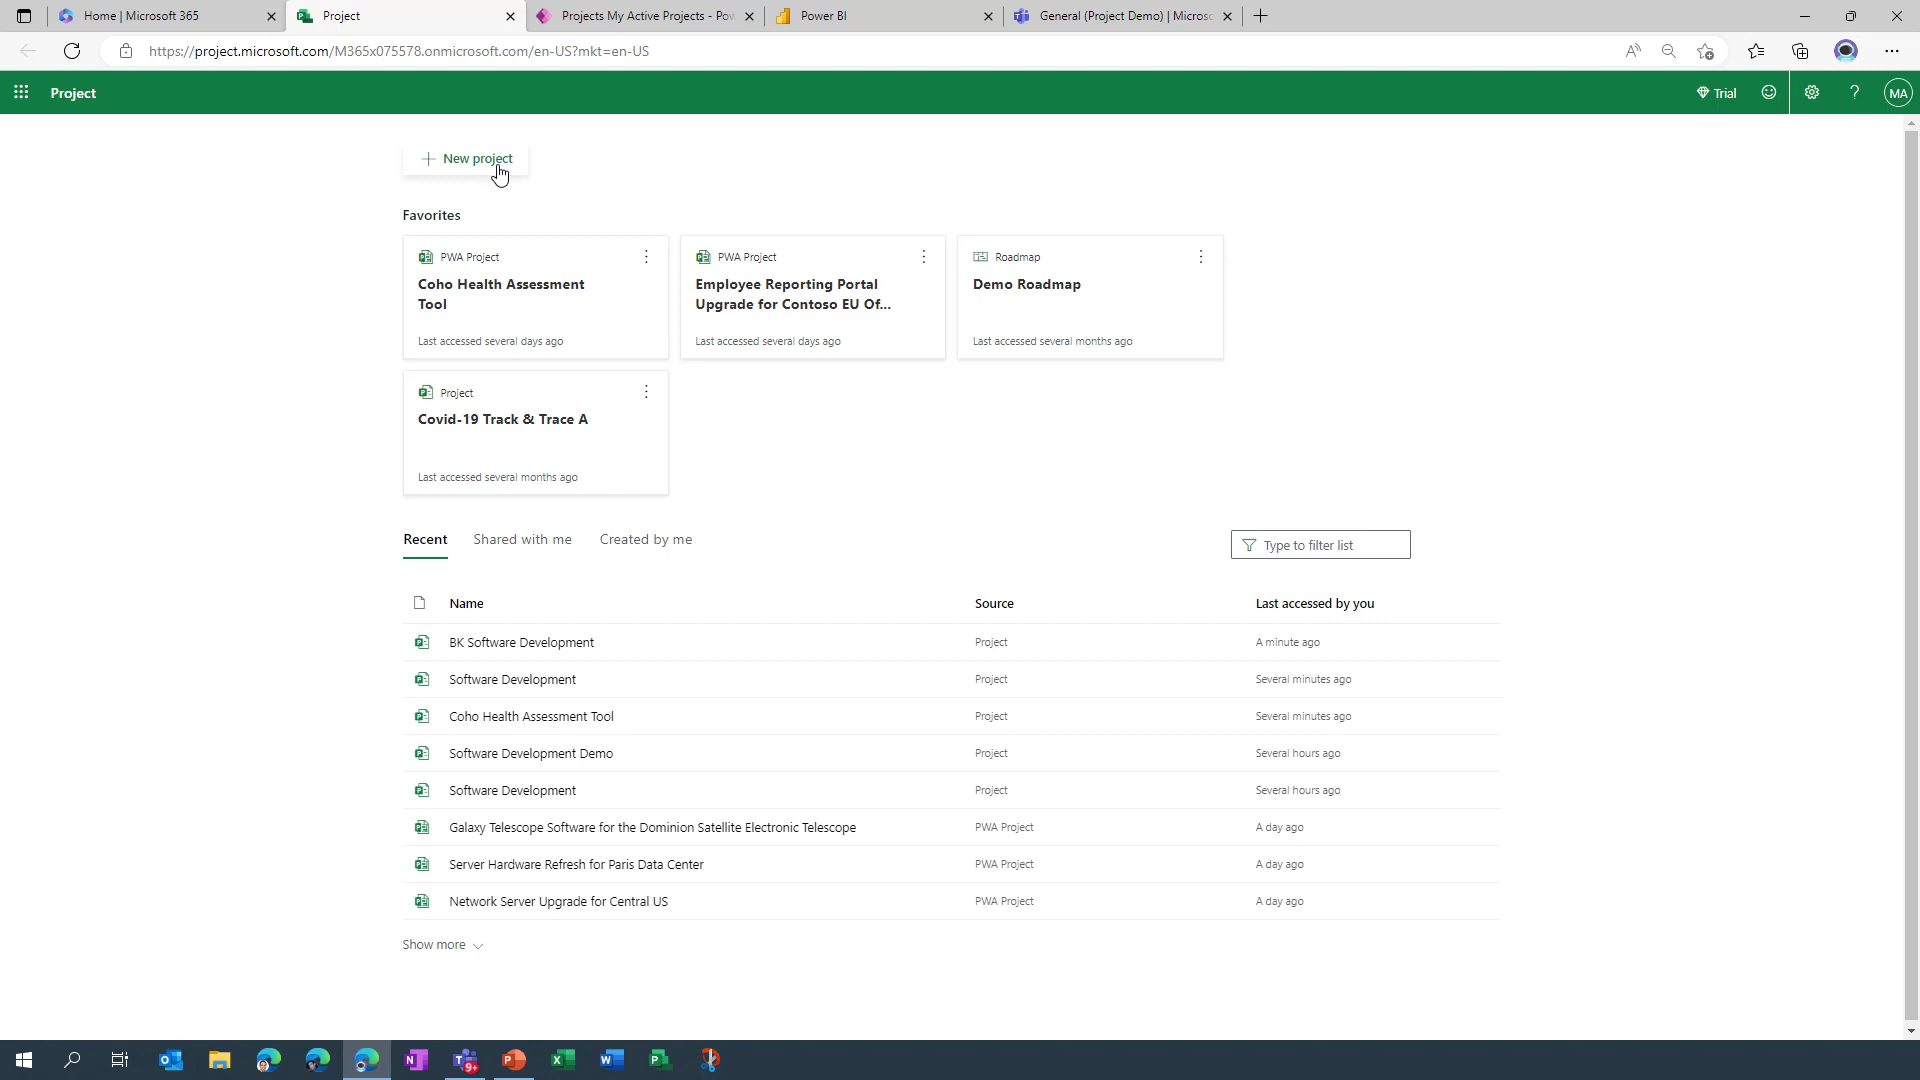 Home | Microsoft 365
Project
Projects My Active Projects - Pow
Power BI
General (Project Demo) | Microsc
https://project.microsoft.com/M365x075578.onmicrosoft.com/en-US?mkt=en-US
Project
Trial
?
MA
New project
Favorites
PWA Project
Coho Health Assessment
Tool
Last accessed several days ago
PWA Project
Employee Reporting Portal
Upgrade for Contoso EU Of...
Last accessed several days ago
Roadmap
Demo Roadmap
Last accessed several months ago
Project
Covid-19 Track & Trace A
Last accessed several months ago
Recent
Shared with me
Created by me
Type to filter list
Name
Source
Last accessed by you
BK Software Development
Project
A minute ago
Software Development
Project
Several minutes ago
Coho Health Assessment Tool
Project
Several minutes ago
Software Development Demo
Project
Several hours ago
Software Development
Project
Several hours ago
Galaxy Telescope Software for the Dominion Satellite Electronic Telescope
PWA Project
A day ago
Server Hardware Refresh for Paris Data Center
PWA Project
A day ago
Network Server Upgrade for Central US
PWA Project
A day ago
Show more
9+